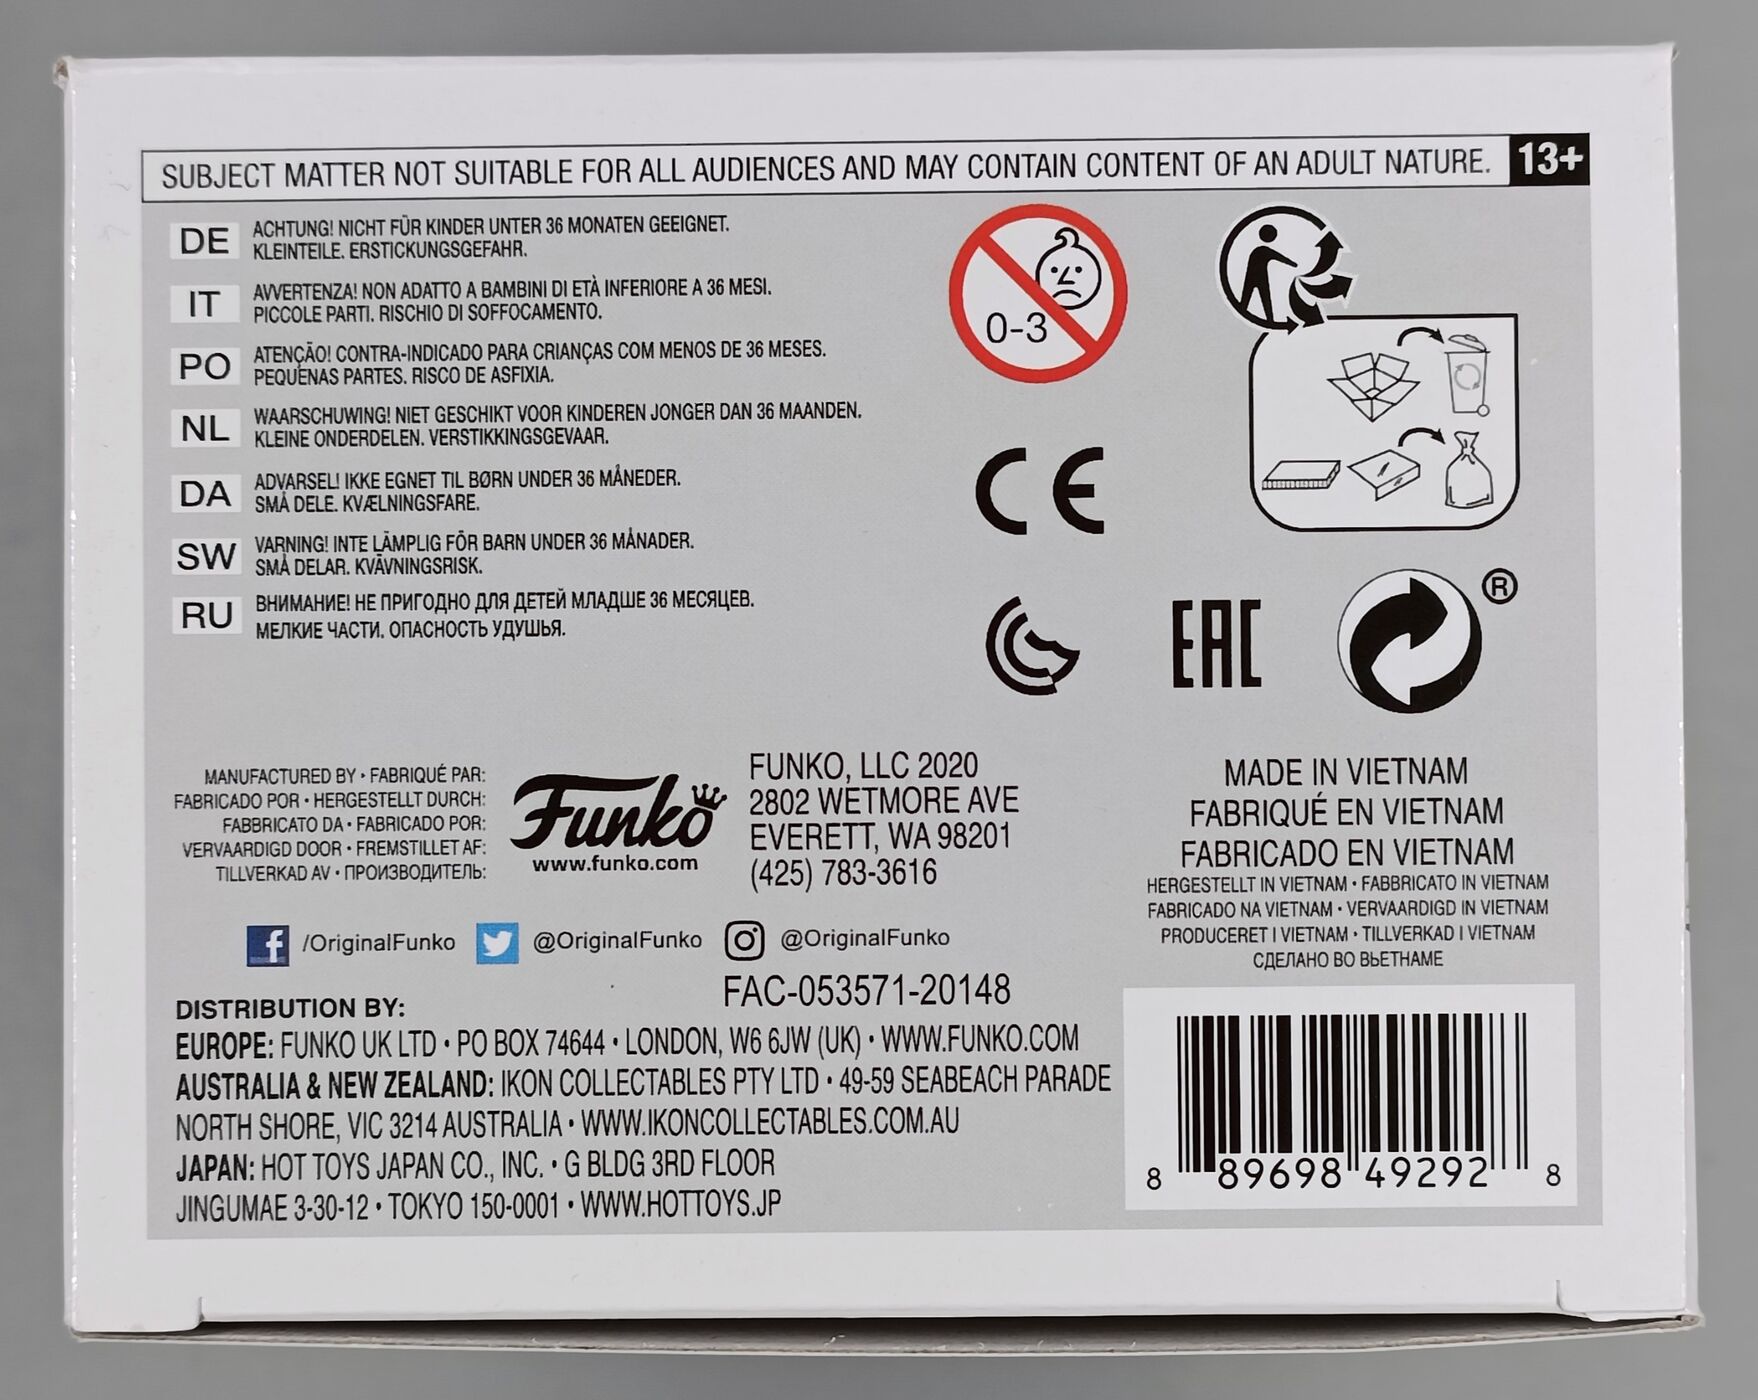 SUBJECT MATTER NOT SUITABLE FOR ALL AUDIENCES AND MAY CONTAIN CONTENT OF AN ADULT NATURE. 13+
DE ACHTUNG! NICHT FÜR KINDER UNTER 36 MONATEN GEEIGNET.
KLEINTEILE. ERSTICKUNGSGEFAHR.
IT AVVERTENZA! NON ADATTO A BAMBINI DI ETÀ INFERIORE A 36 MESI.
PICCOLE PARTI. RISCHIO DI SOFFOCAMENTO.
PO ATENÇÃO! CONTRA-INDICADO PARA CRIANÇAS COM MENOS DE 36 MESES.
PEQUENAS PARTES. RISCO DE ASFIXIA.
NL WAARSCHUWING! NIET GESCHIKT VOOR KINDEREN JONGER DAN 36 MAANDEN.
KLEINE ONDERDELEN. VERSTIKKINGSGEVAAR.
DA ADVARSEL! IKKE EGNET TIL BØRN UNDER 36 MÅNEDER.
SMÅ DELE. KVÆLNINGSFARE.
SW VARNING! INTE LÄMPLIG FÖR BARN UNDER 36 MÅNADER.
SMÅ DELAR. KVÄVNINGSRISK.
RU ВНИМАНИЕ! НЕ ПРИГОДНО ДЛЯ ДЕТЕЙ МЛАДШЕ 36 МЕСЯЦЕВ.
МЕЛКИЕ ЧАСТИ. ОПАСНОСТЬ УДУШЬЯ.
0-3
CE
EAC
®
MANUFACTURED BY • FABRIQUÉ PAR:
FABRICADO POR • HERGESTELLT DURCH:
FABBRICATO DA • FABRICADO POR:
VERVAARDIGD DOOR • FREMSTILLET AF:
TILLVERKAD AV • ПРОИЗВОДИТЕЛЬ:
Funko
www.funko.com
FUNKO, LLC 2020
2802 WETMORE AVE
EVERETT, WA 98201
(425) 783-3616
MADE IN VIETNAM
FABRIQUÉ EN VIETNAM
FABRICADO EN VIETNAM
HERGESTELLT IN VIETNAM • FABBRICATO IN VIETNAM
FABRICADO NA VIETNAM • VERVAARDIGD IN VIETNAM
PRODUCERET I VIETNAM • TILLVERKAD I VIETNAM
СДЕЛАНО ВО ВЬЕТНАМЕ
f /OriginalFunko @OriginalFunko @OriginalFunko
FAC-053571-20148
DISTRIBUTION BY:
EUROPE: FUNKO UK LTD • PO BOX 74644 • LONDON, W6 6JW (UK) • WWW.FUNKO.COM
AUSTRALIA & NEW ZEALAND: IKON COLLECTABLES PTY LTD • 49-59 SEABEACH PARADE
NORTH SHORE, VIC 3214 AUSTRALIA • WWW.IKONCOLLECTABLES.COM.AU
JAPAN: HOT TOYS JAPAN CO., INC. • G BLDG 3RD FLOOR
JINGUMAE 3-30-12 • TOKYO 150-0001 • WWW.HOTTOYS.JP
8 89698 49292 8